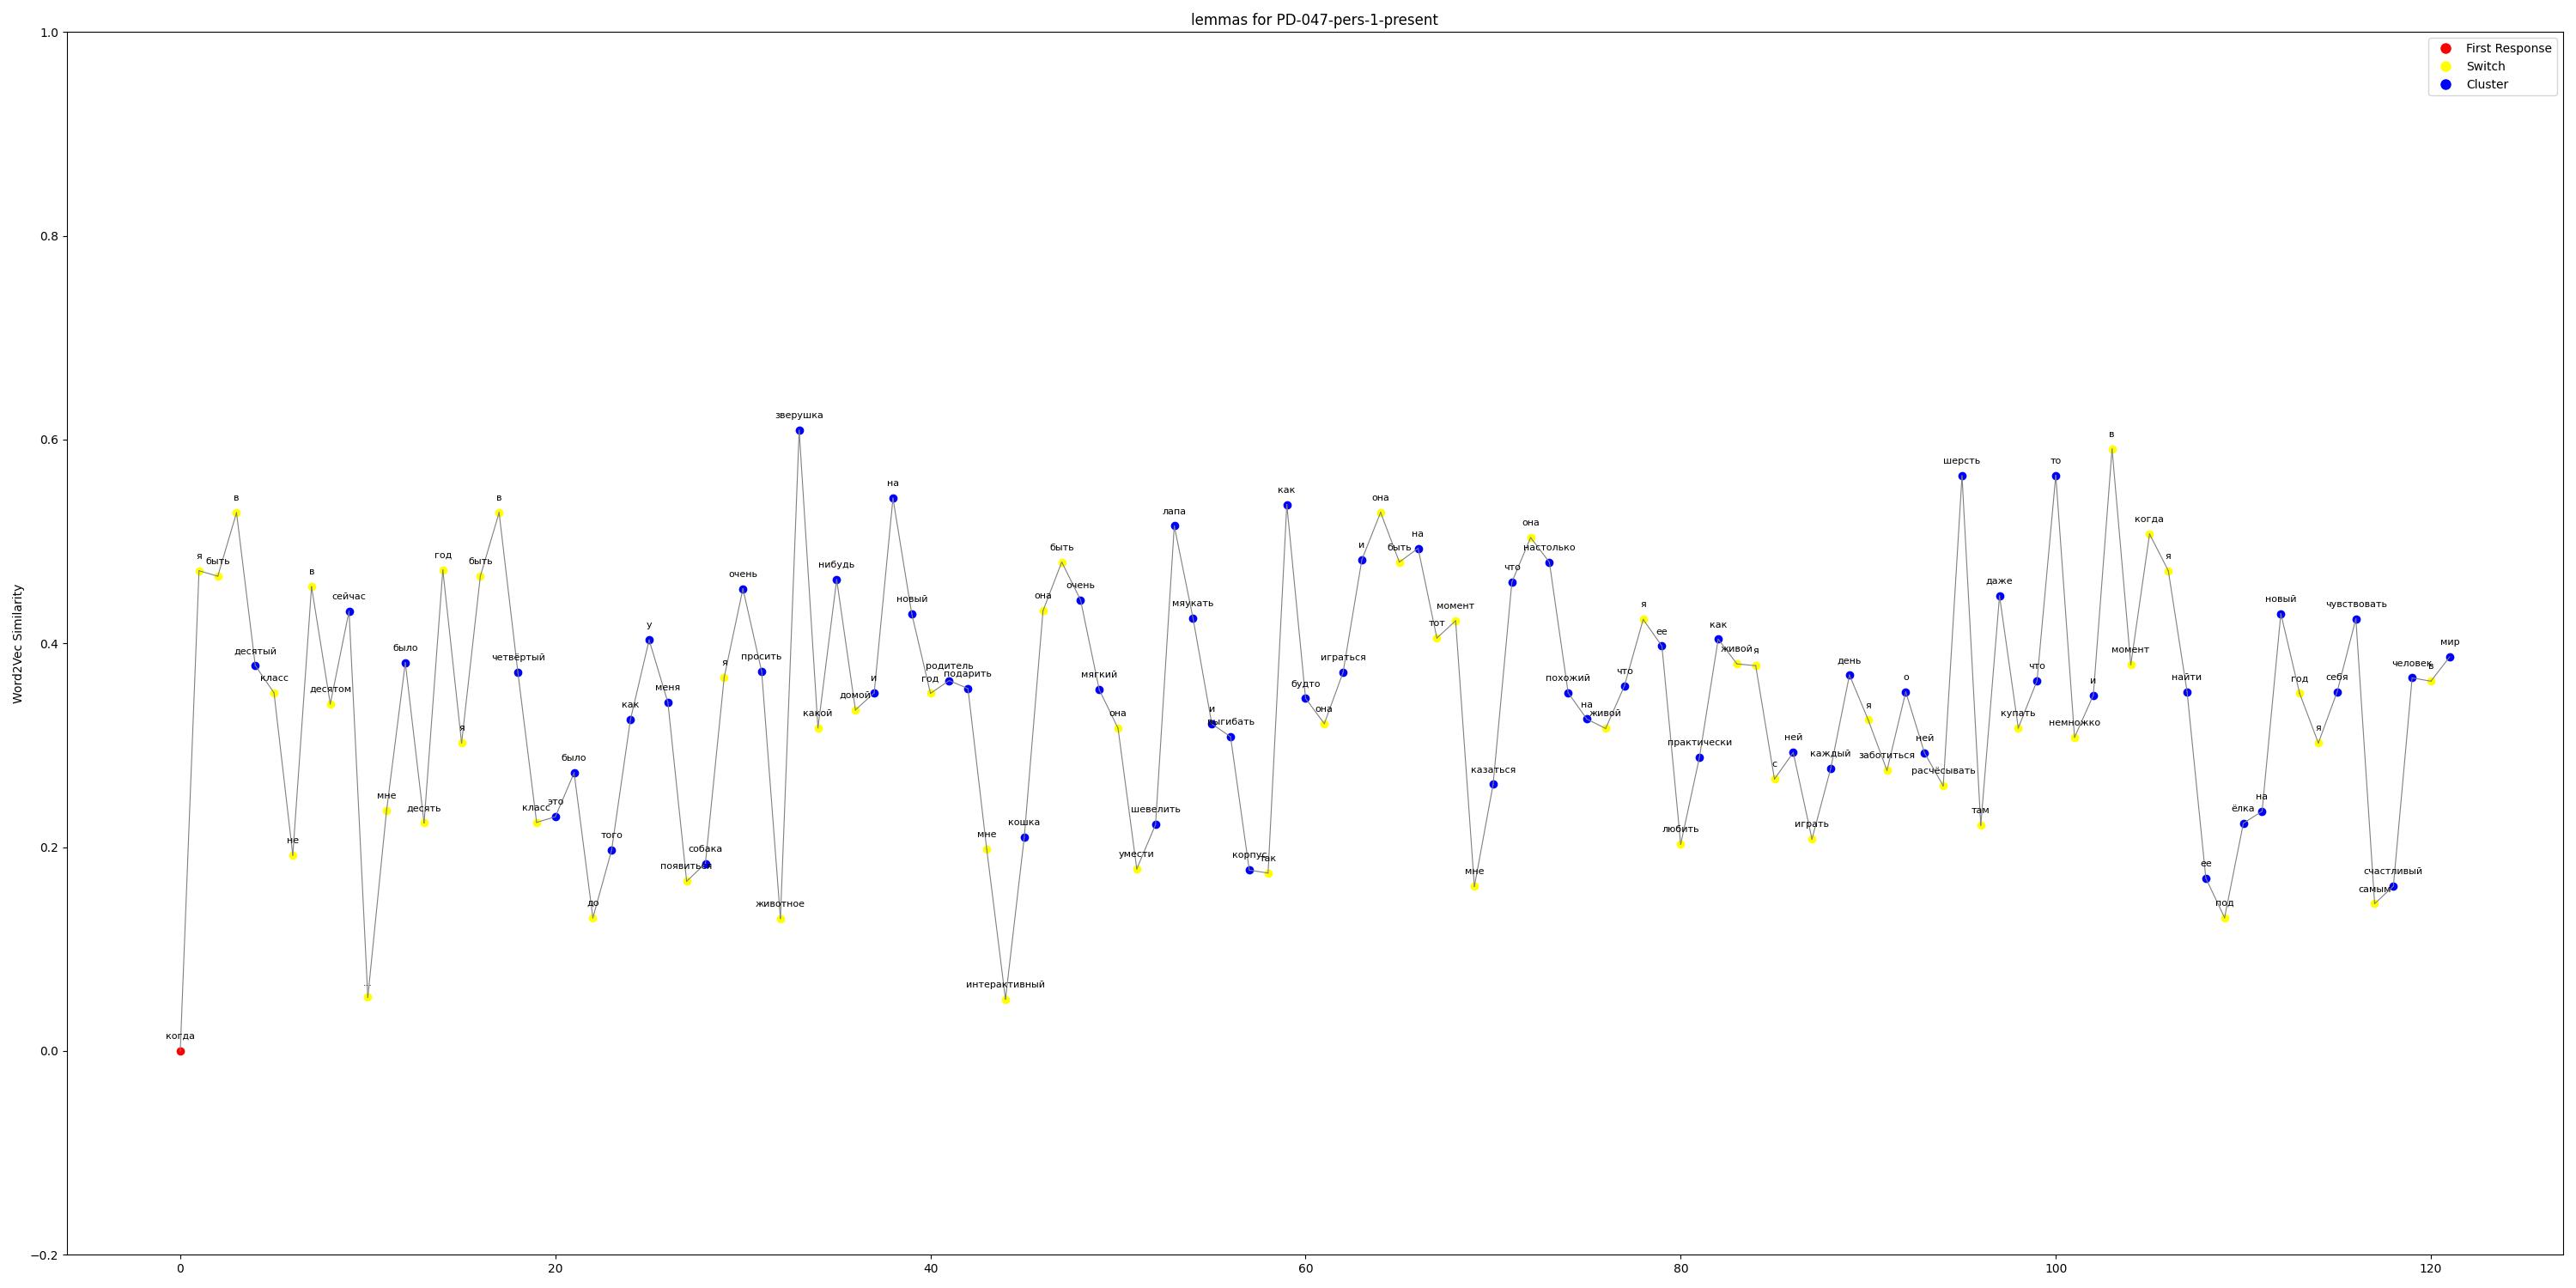 lemmas for PD-047-pers-1-present
1.0
0.8
0.6
0.4
0.2
0.0
−0.2
Word2Vec Similarity
First Response
Switch
Cluster
когда
я
быть
в
десятый
класс
не
в
десятом
сейчас
мне
было
десять
год
я
быть
в
четвёртый
класс
это
было
до
того
как
у
меня
появиться
собака
я
очень
просить
животное
зверушка
какой
нибудь
домой
и
на
новый
год
родитель
подарить
мне
интерактивный
кошка
она
быть
очень
мягкий
она
умести
шевелить
лапа
мяукать
и
выгибать
корпус
так
как
будто
она
играться
и
она
быть
на
тот
момент
мне
казаться
что
она
настолько
похожий
на
живой
что
я
ее
любить
практически
как
живой
я
с
ней
играть
каждый
день
я
заботиться
о
ней
расчёсывать
шерсть
там
даже
купать
что
то
немножко
и
в
момент
когда
я
найти
ее
под
ёлка
на
новый
год
я
себя
чувствовать
самым
счастливый
человек
в
мир
0
20
40
60
80
100
120